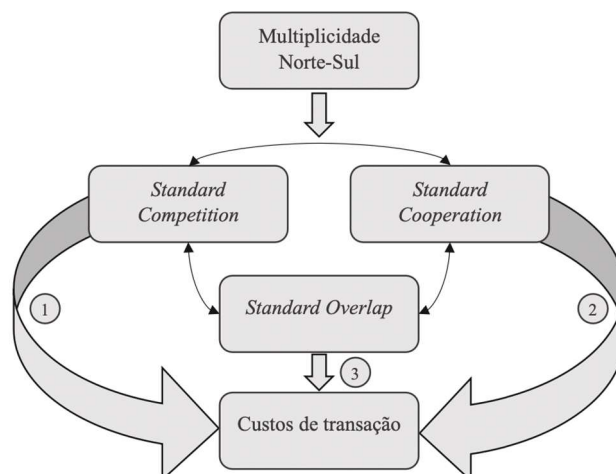 Multiplicidade
Norte-Sul
Standard
Competition
Standard
Cooperation
1
2
Standard Overlap
3
Custos de transação